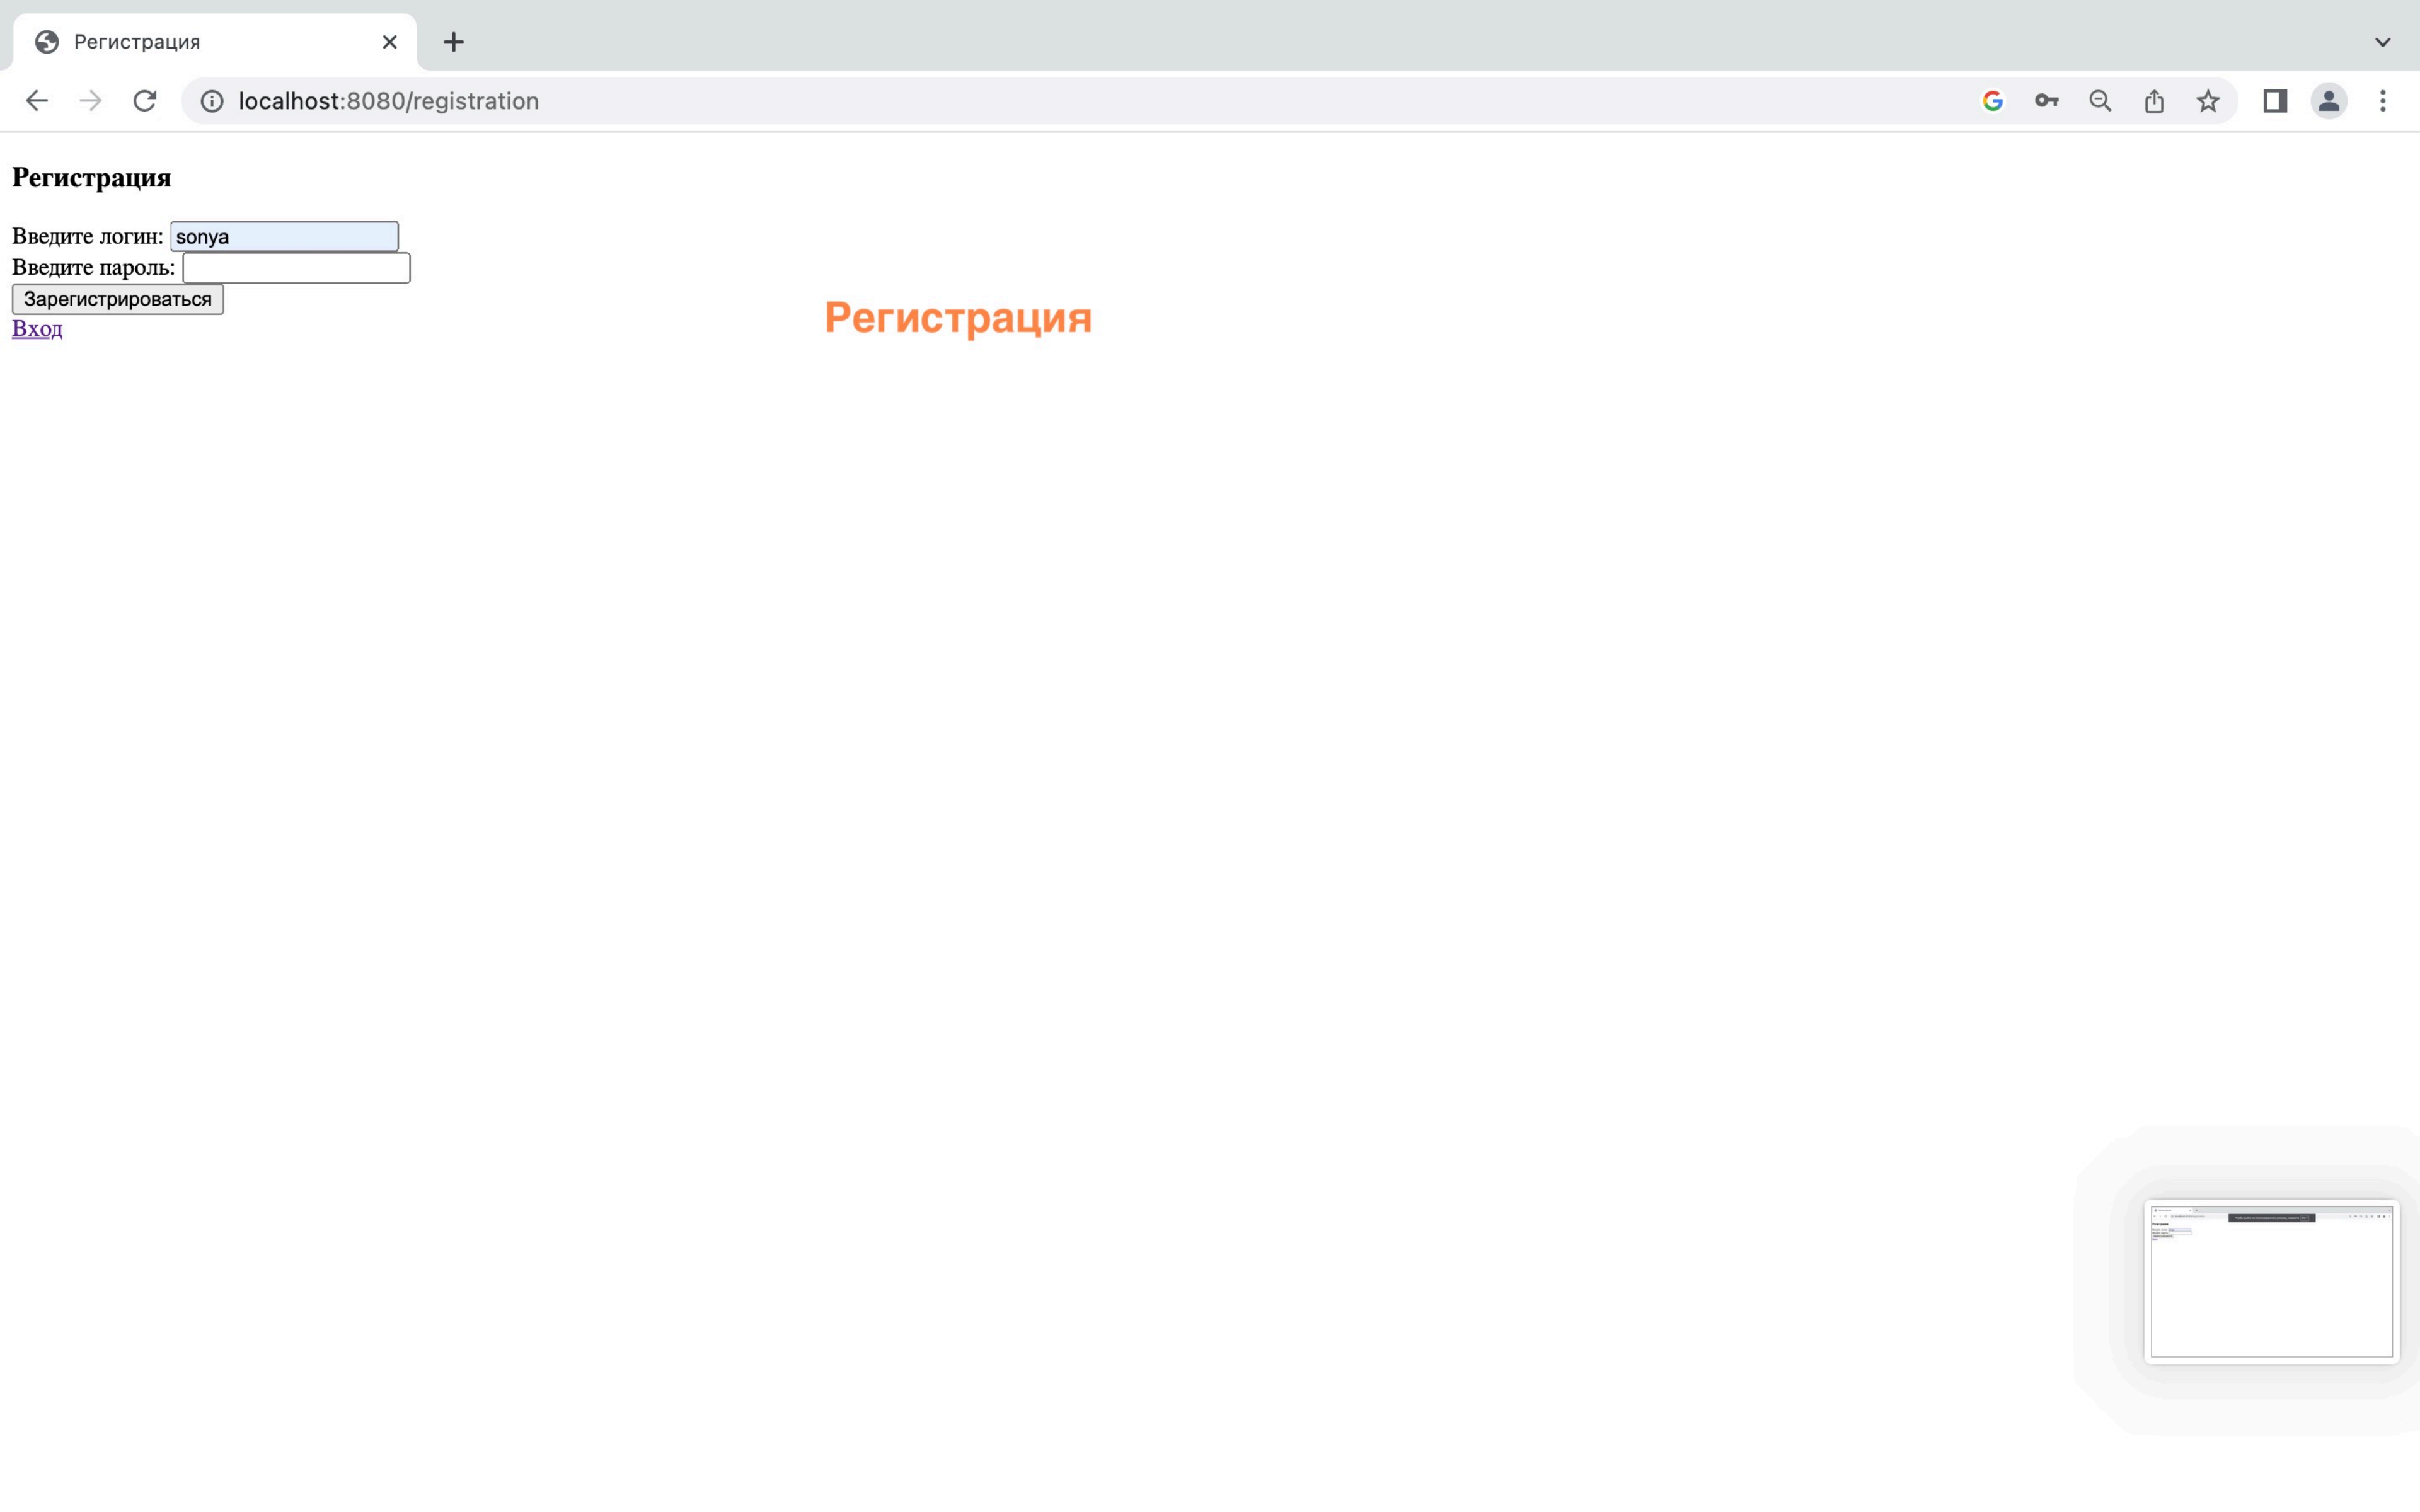 Регистрация
localhost:8080/registration
Регистрация
Введите логин: sonya
Введите пароль:
Зарегистрироваться
Вход
Регистрация